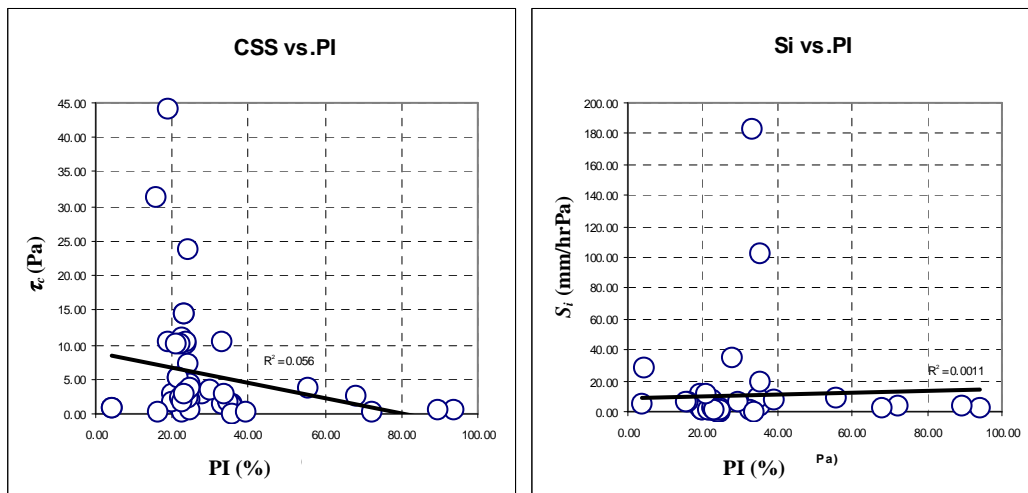 CSS vs.PI
45.00
40.00
35.00
30.00
25.00
20.00
15.00
10.00
5.00
0.00
τc (Pa)
R² = 0.056
0.00 20.00 40.00 60.00 80.00 100.00
PI (%)
Si vs.PI
200.00
180.00
160.00
140.00
120.00
100.00
80.00
60.00
40.00
20.00
0.00
Si (mm/hrPa)
R² = 0.0011
0.00 20.00 40.00 60.00 80.00 100.00
PI (%) Pa)